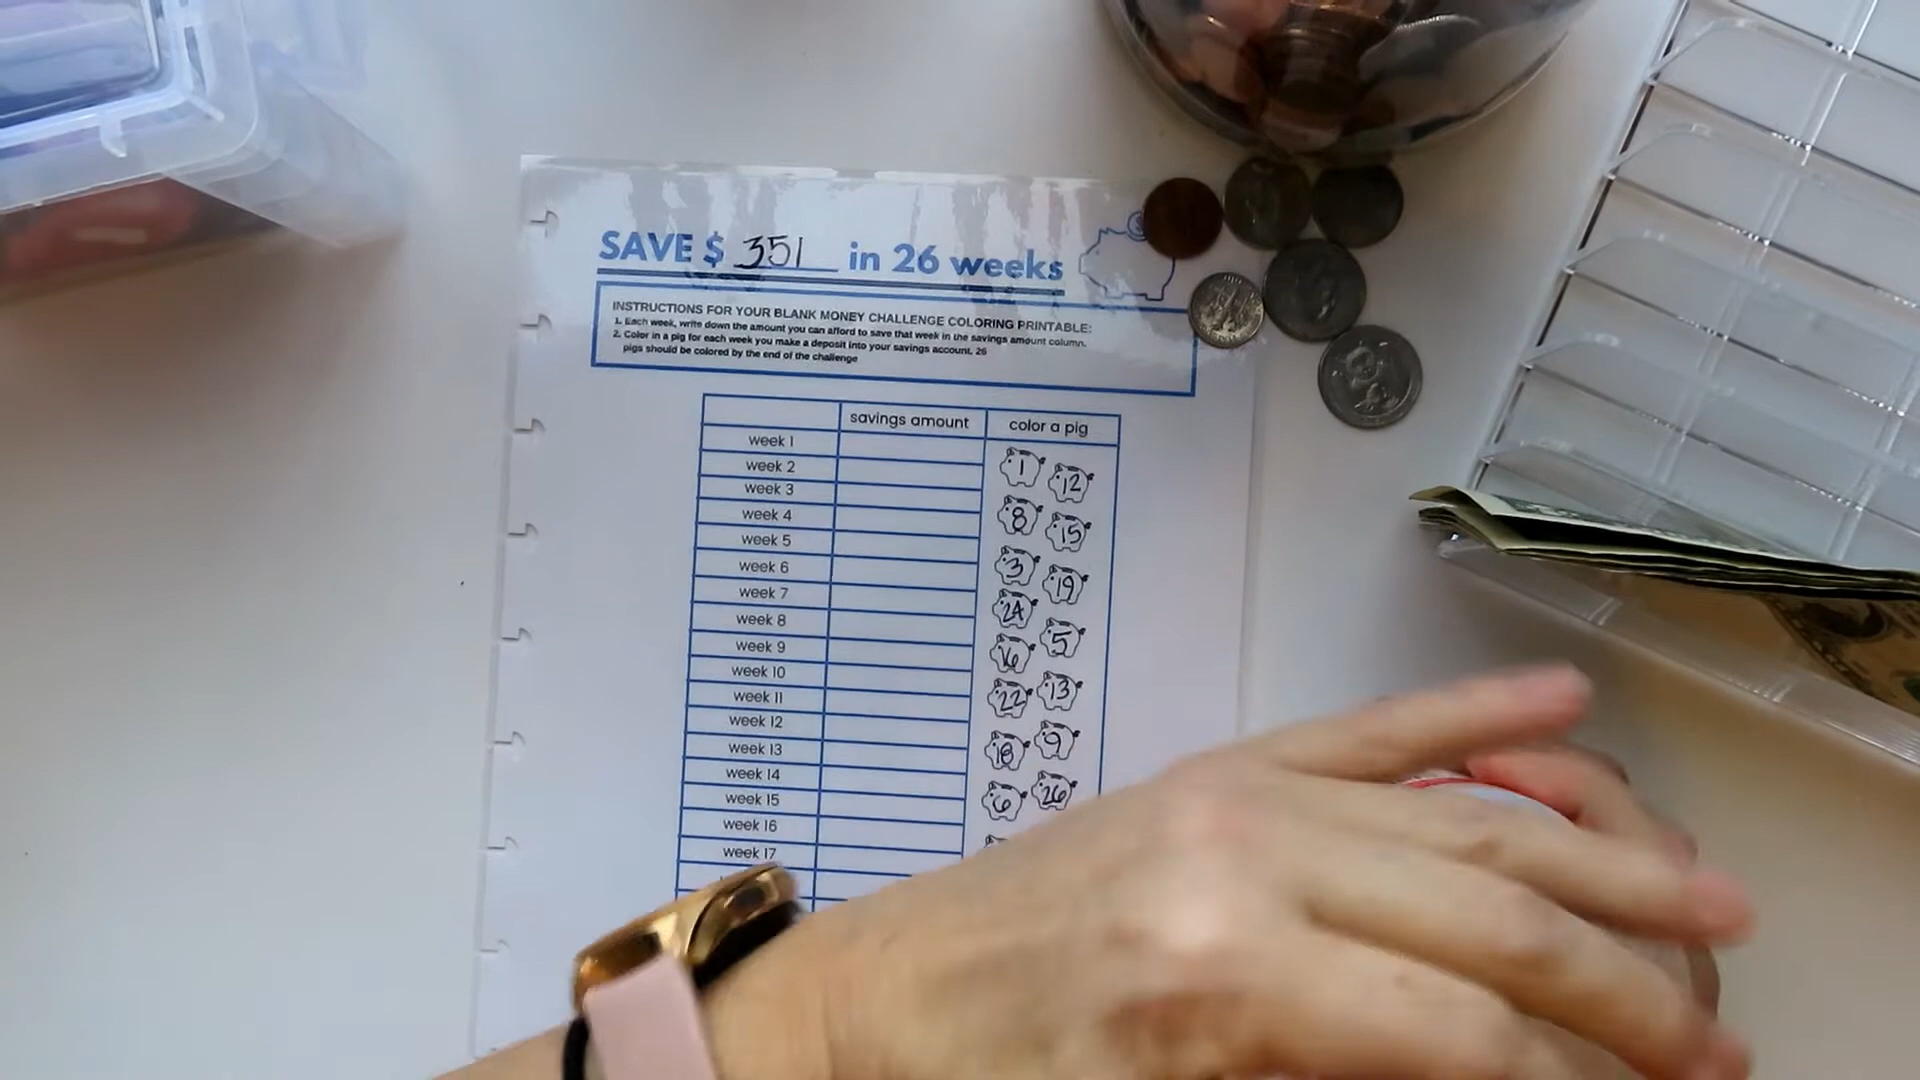 SAVE $ 351 in 26 weeks
INSTRUCTIONS FOR YOUR BLANK MONEY CHALLENGE COLORING PRINTABLE:
1. Each week, write down the amount you can afford to save that week in the savings amount column.
2. Color in a pig for each week you make a deposit into your savings account. 26
pigs should be colored by the end of the challenge
savings amount color a pig
week 1
week 2
week 3
week 4
week 5
week 6
week 7
week 8
week 9
week 10
week 11
week 12
week 13
week 14
week 15
week 16
week 17
1
12
8
15
3
19
24
5
16
22
13
18
9
6
26